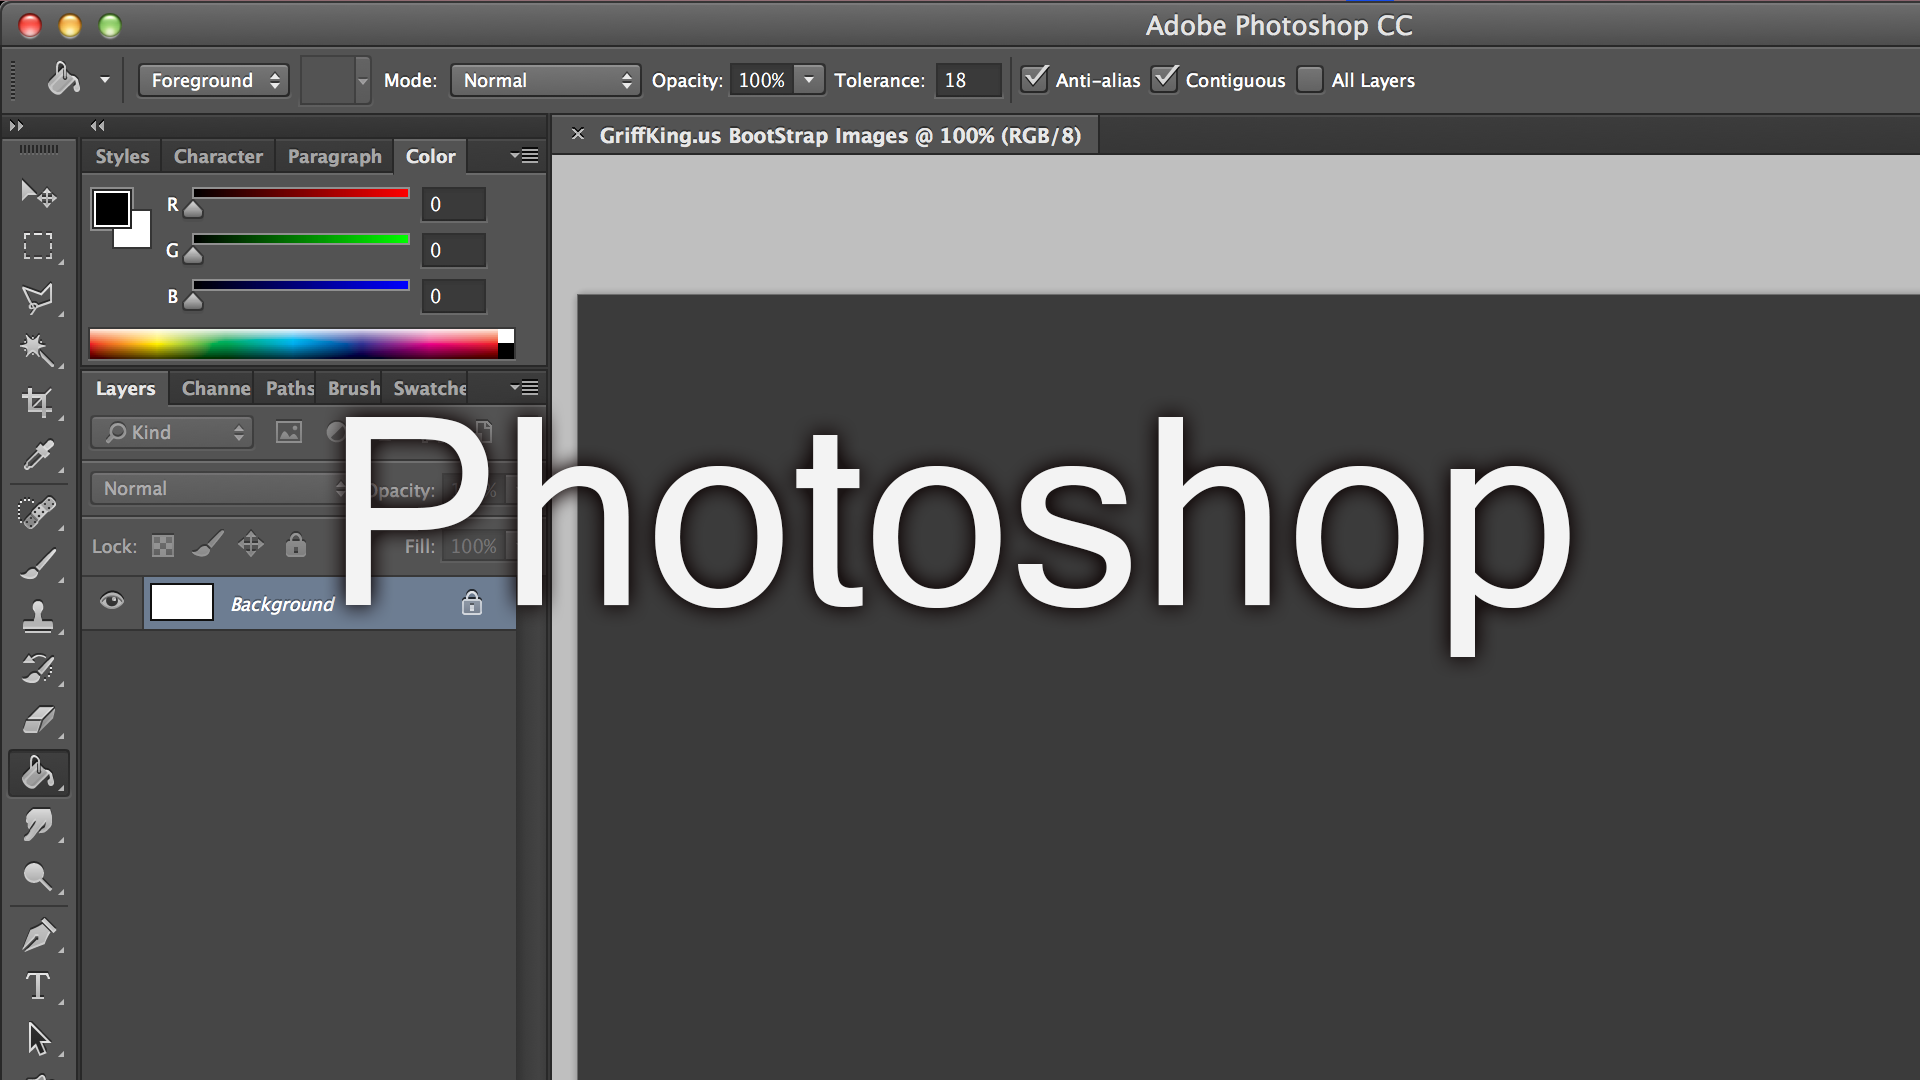 Adobe Photoshop CC
Foreground Mode: Normal Opacity: 100% Tolerance: 18 Anti-alias Contiguous All Layers
× GriffKing.us BootStrap Images @ 100% (RGB/8)
Styles Character Paragraph Color
R 0
G 0
B 0
Layers Channe Paths Brush Swatche
Kind
Normal Opacity:
Photoshop
Lock: Fill: 100%
Background
T